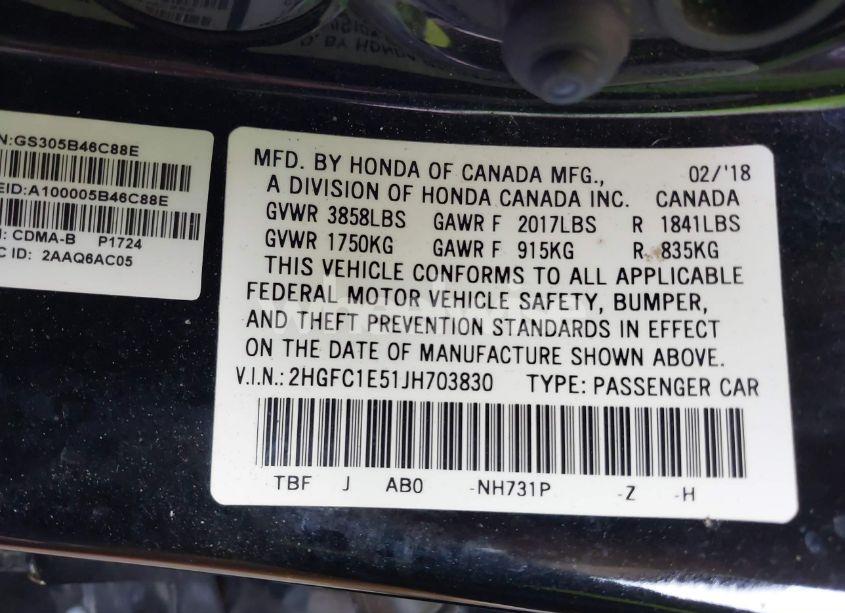 N:GS305B46C88E
EID:A100005B46C88E
: CDMA-B P1724
C ID: 2AAQ6AC05
MFD. BY HONDA OF CANADA MFG., 02/'18
A DIVISION OF HONDA CANADA INC. CANADA
GVWR 3858LBS GAWR F 2017LBS R 1841LBS
GVWR 1750KG GAWR F 915KG R 835KG
THIS VEHICLE CONFORMS TO ALL APPLICABLE
FEDERAL MOTOR VEHICLE SAFETY, BUMPER,
AND THEFT PREVENTION STANDARDS IN EFFECT
ON THE DATE OF MANUFACTURE SHOWN ABOVE.
V.I.N.: 2HGFC1E51JH703830 TYPE: PASSENGER CAR
TBF J AB0 -NH731P -Z -H